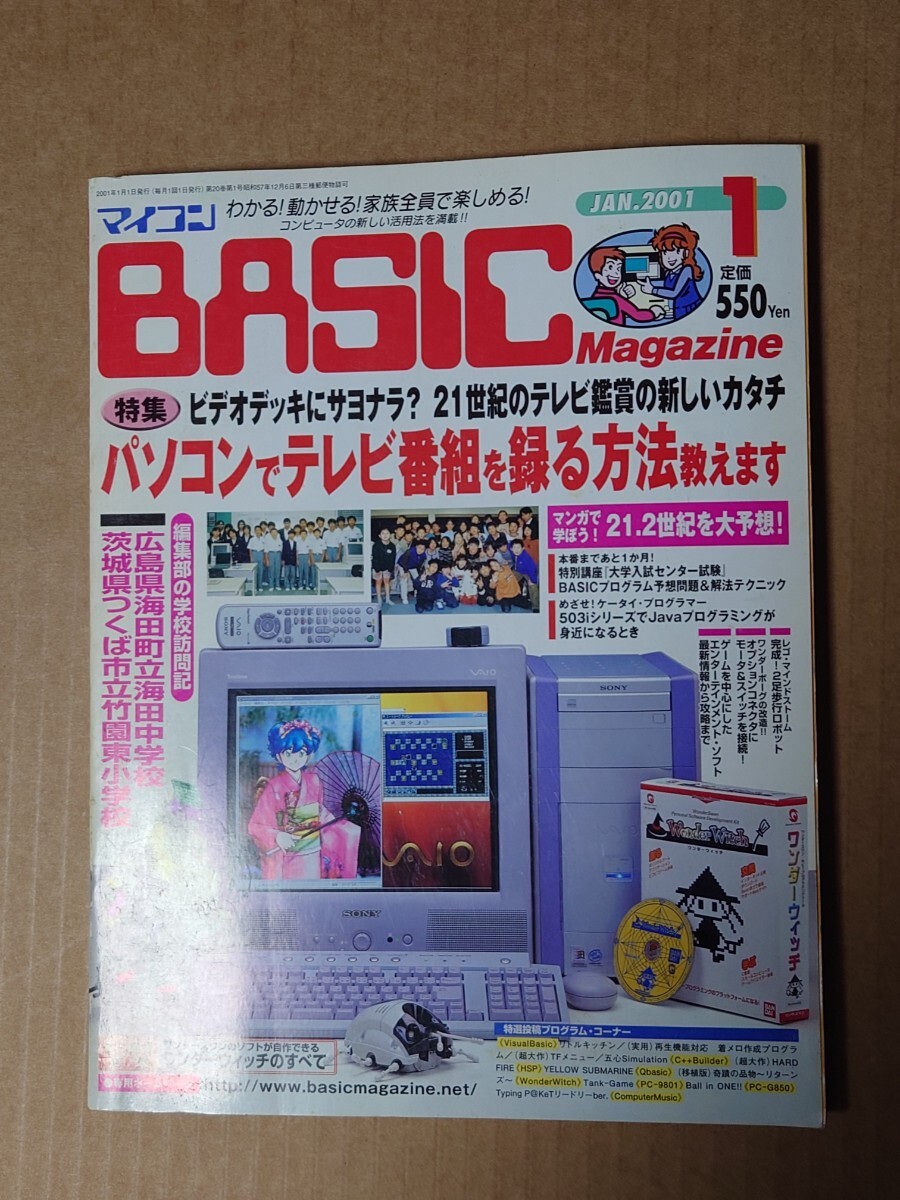 2001年1月1日発行(毎月1回1日発行)第20巻第1号昭和57年12月6日第三種郵便物認可
マイコン
わかる!動かせる!家族全員で楽しめる!
コンピュータの新しい活用法を満載!!
JAN.2001
1
定価
550Yen
BASIC
Magazine
特集
ビデオデッキにサヨナラ? 21世紀のテレビ鑑賞の新しいカタチ
パソコンでテレビ番組を録る方法教えます
編集部の学校訪問記
広島県海田町立海田中学校
茨城県つくば市立竹園東小学校
マンガで
学ぼう!
21.2世紀を大予想!
本番まであと1か月!
特別講座『大学入試センター試験』
BASICプログラム予想問題&解法テクニック
めざせ!ケータイ・プログラマー
503iシリーズでJavaプログラミングが
身近になるとき
レゴ・マインドストーム
完成!2足歩行ロボット
ワンダーボーグの改造!!
オプションコネクタに
モータ&スイッチを接続!
ゲームを中心にした
エンターテインメント・ソフト
最新情報から攻略まで
VAIO
SONY
VAIO
SONY
WonderWitch
ワンダーウィッチ
ワンダーウィッチ
のソフトが自作できる
ンダーウィッチのすべて
http://www.basicmagazine.net/
特選投稿プログラム・コーナー
《VisualBasic》リトルキッチン/(実用)再生機能対応 着メロ作成プログラ
ム/(超大作)TFメニュー/五心Simulation《C++Builder》(超大作)HARD
FIRE《HSP》YELLOW SUBMARINE《Qbasic》(移植版)奇蹟の品物〜リターン
ズ〜《WonderWitch》Tank-Game《PC-9801》Ball in ONE!!《PC-G850》
Typing P@KeTリードリーber.《ComputerMusic》